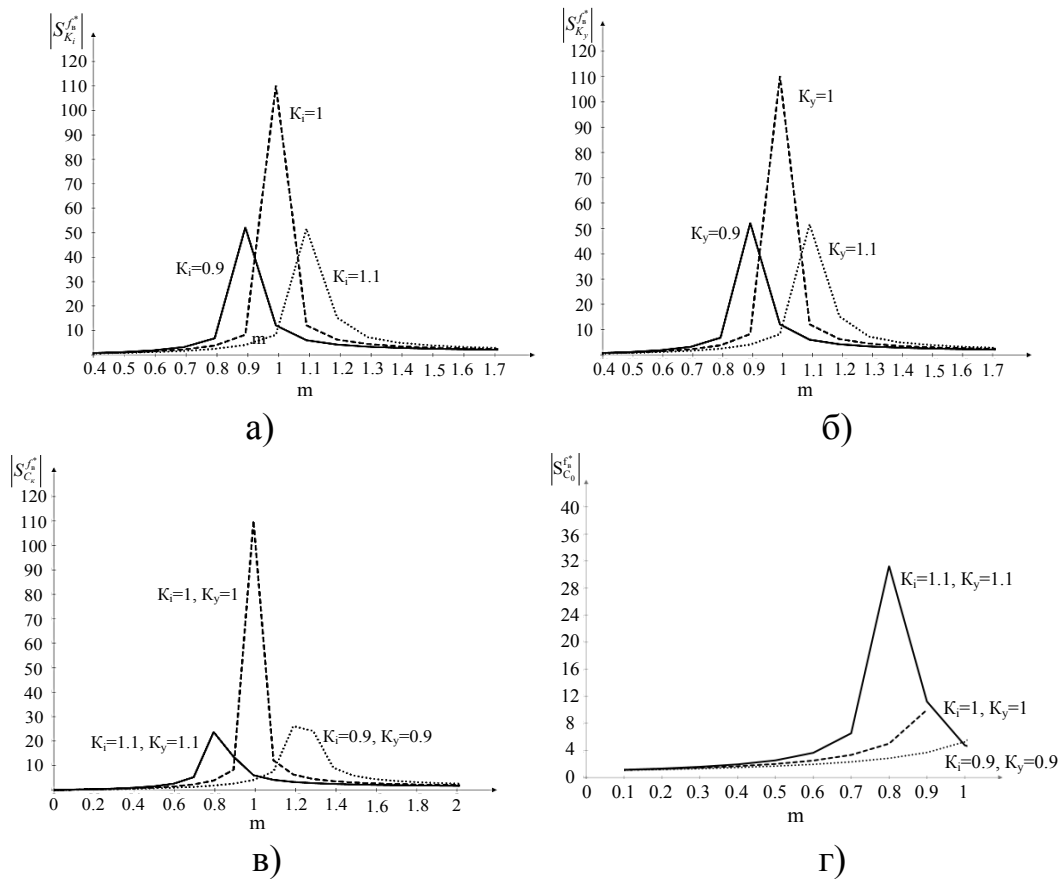 |S_{K_i}^{f_в^*}|
120
110
100
90
80
70
60
50
40
30
20
10
K_i=1
K_i=0.9
K_i=1.1
m
0.4 0.5 0.6 0.7 0.8 0.9 1 1.1 1.2 1.3 1.4 1.5 1.6 1.7
m
а)
|S_{K_y}^{f_в^*}|
120
110
100
90
80
70
60
50
40
30
20
10
K_y=1
K_y=0.9
K_y=1.1
0.4 0.5 0.6 0.7 0.8 0.9 1 1.1 1.2 1.3 1.4 1.5 1.6 1.7
m
б)
|S_{C_к}^{f_в^*}|
120
110
100
90
80
70
60
50
40
30
20
10
K_i=1, K_y=1
K_i=1.1, K_y=1.1
K_i=0.9, K_y=0.9
0 0.2 0.4 0.6 0.8 1 1.2 1.4 1.6 1.8 2
m
в)
|S_{C_0}^{f_в^*}|
40
36
32
28
24
20
16
12
8
4
0
K_i=1.1, K_y=1.1
K_i=1, K_y=1
K_i=0.9, K_y=0.9
0.1 0.2 0.3 0.4 0.5 0.6 0.7 0.8 0.9 1
m
г)